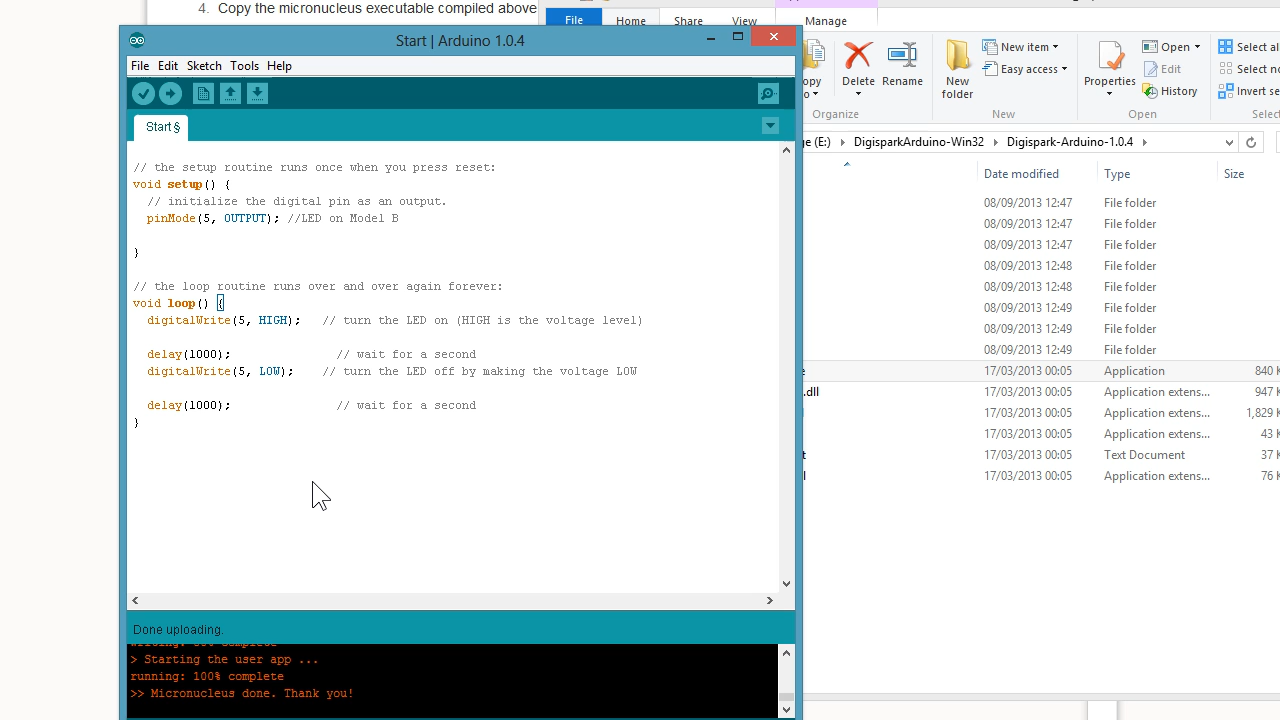 4. Copy the micronucleus executable compiled above
File Home Share View Manage
Start | Arduino 1.0.4
File Edit Sketch Tools Help
Delete Rename New folder New item Easy access Properties Open Edit History Select
Organize New Open
Start §
(E:) DigisparkArduino-Win32 Digispark-Arduino-1.0.4
Date modified Type Size
// the setup routine runs once when you press reset:
void setup() {
// initialize the digital pin as an output.
pinMode(5, OUTPUT); //LED on Model B
}
// the loop routine runs over and over again forever:
void loop() {
digitalWrite(5, HIGH); // turn the LED on (HIGH is the voltage level)
delay(1000); // wait for a second
digitalWrite(5, LOW); // turn the LED off by making the voltage LOW
delay(1000); // wait for a second
}
08/09/2013 12:47 File folder
08/09/2013 12:47 File folder
08/09/2013 12:47 File folder
08/09/2013 12:48 File folder
08/09/2013 12:48 File folder
08/09/2013 12:49 File folder
08/09/2013 12:49 File folder
08/09/2013 12:49 File folder
17/03/2013 00:05 Application 840 K
.dll 17/03/2013 00:05 Application extens... 947 K
17/03/2013 00:05 Application extens... 1,829 K
17/03/2013 00:05 Application extens... 43 K
17/03/2013 00:05 Text Document 37 K
17/03/2013 00:05 Application extens... 76 K
Done uploading.
> Starting the user app ...
running: 100% complete
>> Micronucleus done. Thank you!